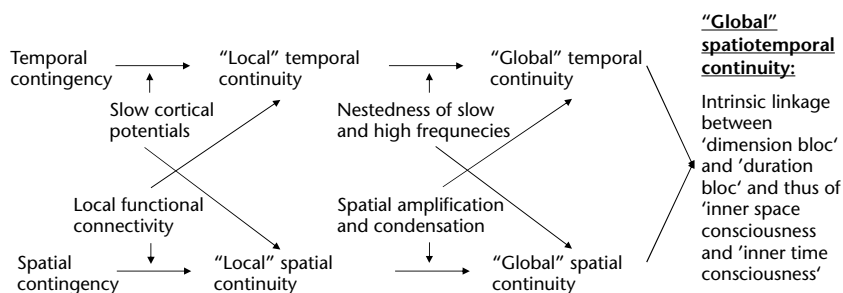 Temporal
contingency
“Local” temporal
continuity
“Global” temporal
continuity
Slow cortical
potentials
Nestedness of slow
and high frequnecies
Local functional
connectivity
Spatial amplification
and condensation
Spatial
contingency
“Local” spatial
continuity
“Global” spatial
continuity
“Global”
spatiotemporal
continuity:
Intrinsic linkage
between
‘dimension bloc‘
and ’duration
bloc‘ and thus of
‘inner space
consciousness
and ‘inner time
consciousness‘